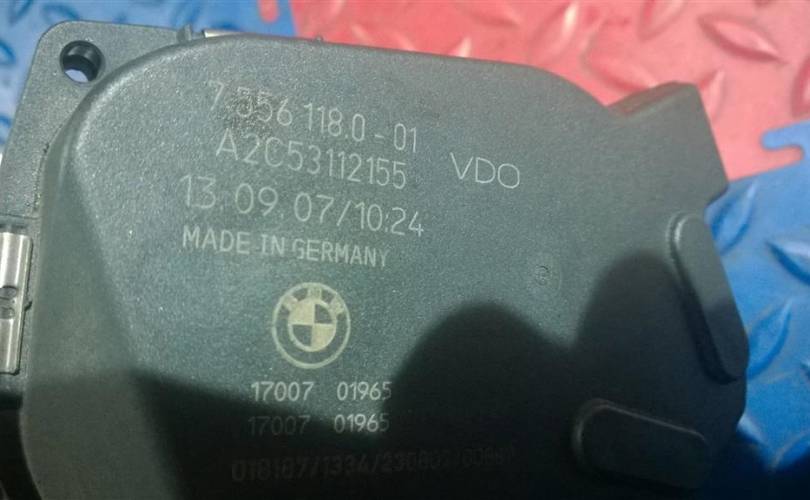 7 556 118.0 - 01
A2C53112155
VDO
13.09.07/10:24
MADE IN GERMANY
BMW
17007 01965
17007 01965